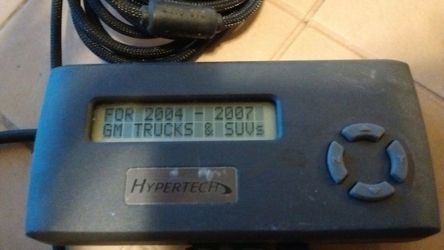 FOR 2004 - 2007
GM TRUCKS & SUVs
HYPERTECH